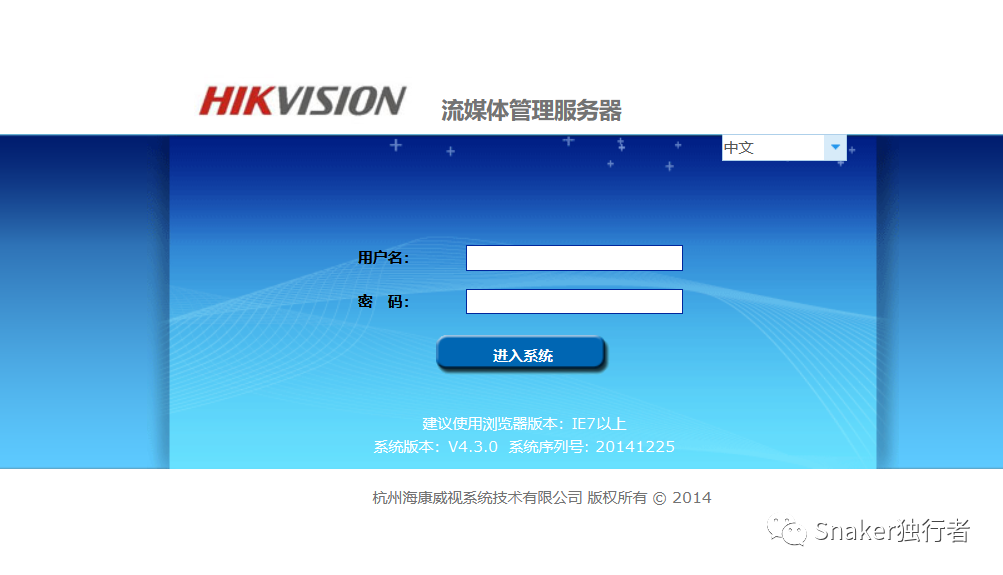 HIKVISION 流媒体管理服务器
中文
用户名：
密 码：
进入系统
建议使用浏览器版本：IE7以上
系统版本：V4.3.0 系统序列号：20141225
杭州海康威视系统技术有限公司 版权所有 © 2014
Snaker独行者